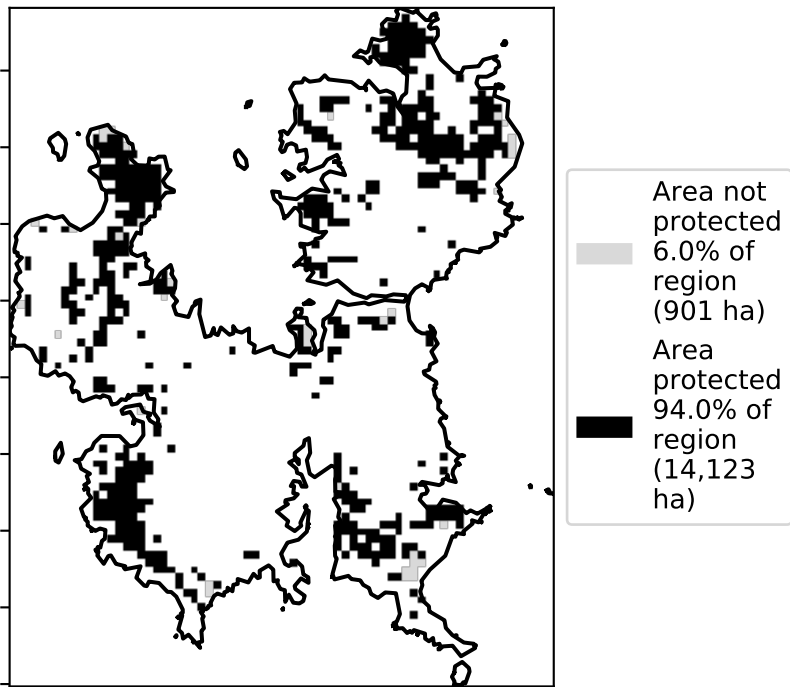 Area not
protected
6.0% of
region
(901 ha)
Area
protected
94.0% of
region
(14,123
ha)